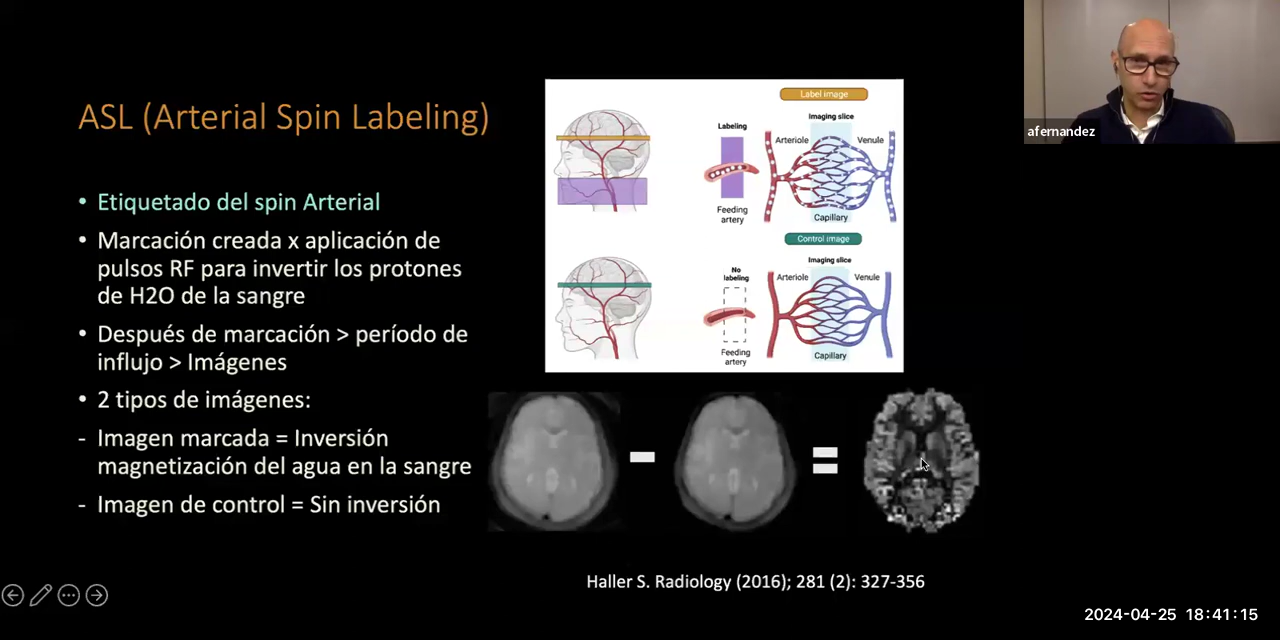 afernandez
ASL (Arterial Spin Labeling)
• Etiquetado del spin Arterial
• Marcación creada x aplicación de
pulsos RF para invertir los protones
de H2O de la sangre
• Después de marcación > período de
influjo > Imágenes
• 2 tipos de imágenes:
- Imagen marcada = Inversión
magnetización del agua en la sangre
- Imagen de control = Sin inversión
Label image
Imaging slice
Labeling
Arteriole
Venule
Feeding
artery
Capillary
Control image
Imaging slice
No
labeling
Arteriole
Venule
Feeding
artery
Capillary
Haller S. Radiology (2016); 281 (2): 327-356
2024-04-25 18:41:15